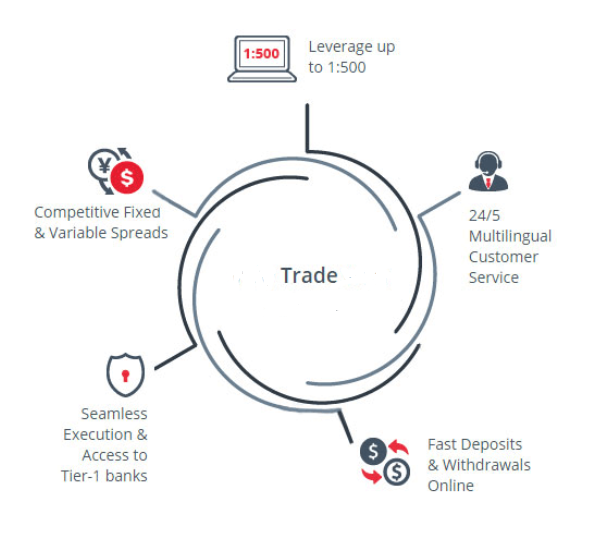 1:500
Leverage up
to 1:500
¥
$
Competitive Fixed
& Variable Spreads
24/5
Multilingual
Customer
Service
Trade
Seamless
Execution &
Access to
Tier-1 banks
$
$
Fast Deposits
& Withdrawals
Online